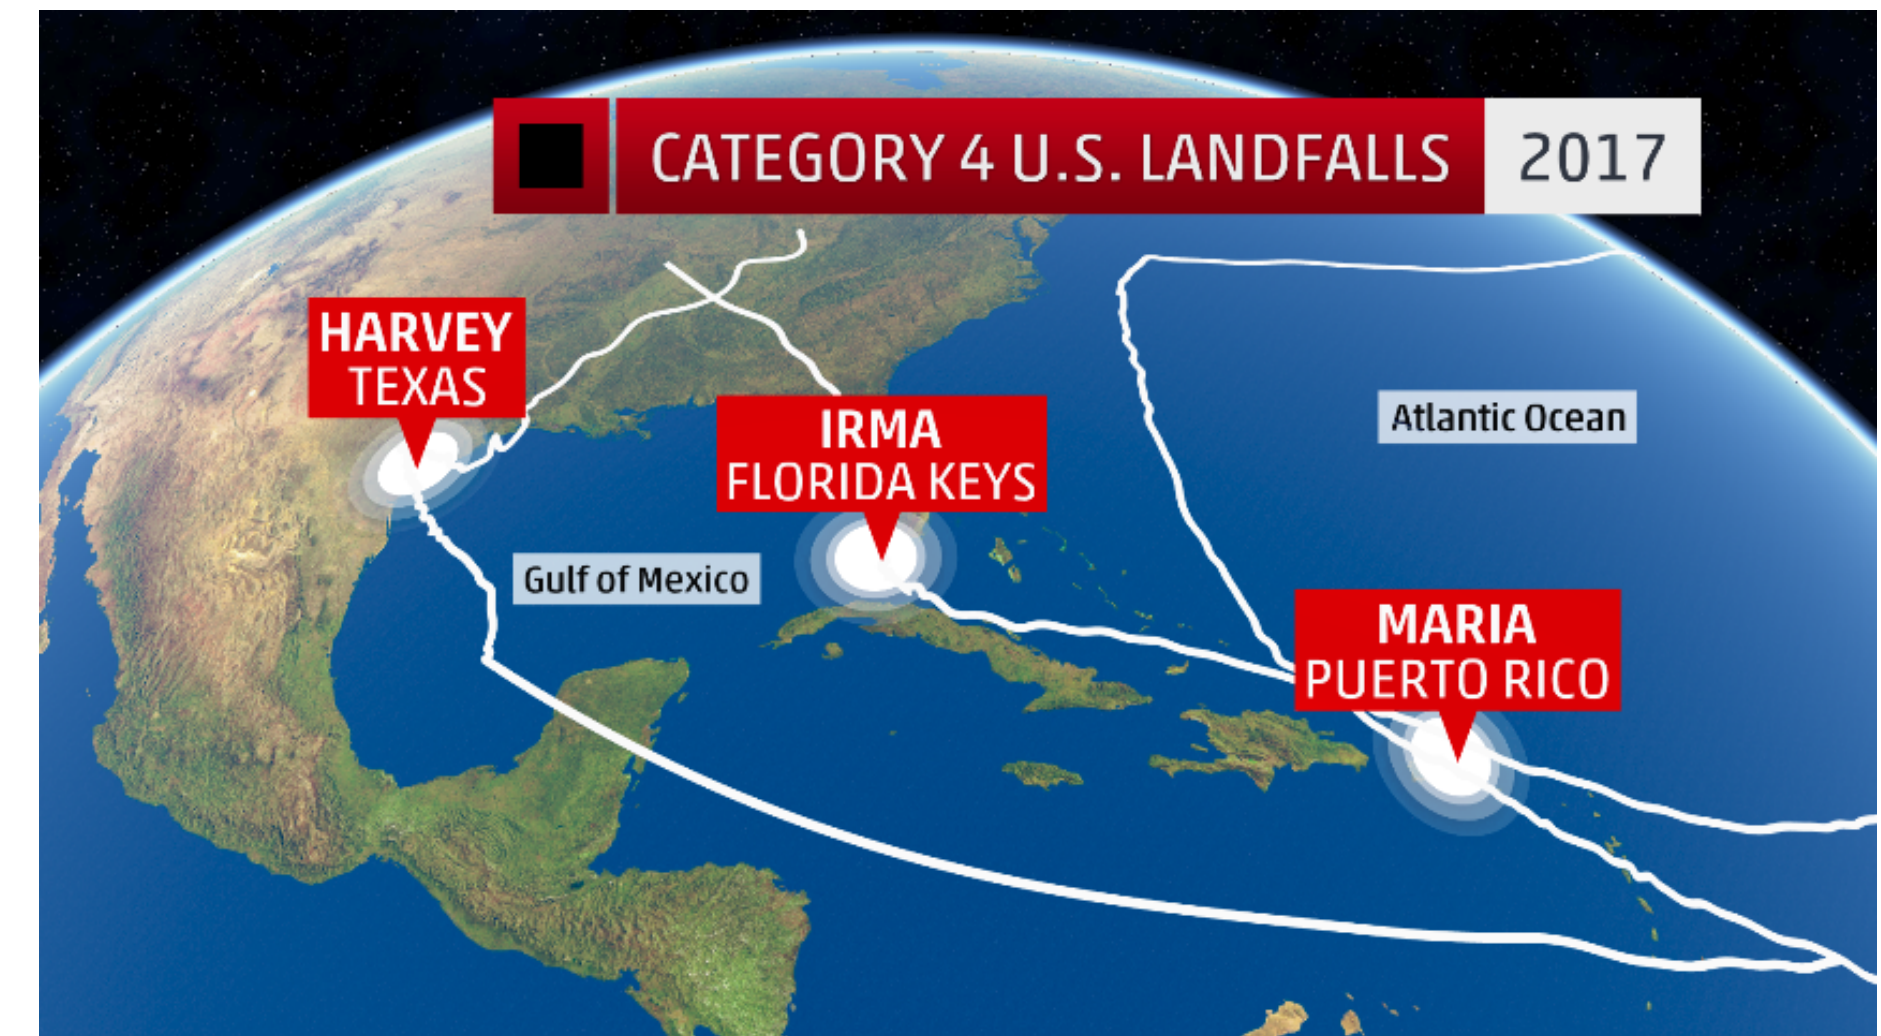 CATEGORY 4 U.S. LANDFALLS 2017
HARVEY
TEXAS
IRMA
FLORIDA KEYS
Atlantic Ocean
Gulf of Mexico
MARIA
PUERTO RICO